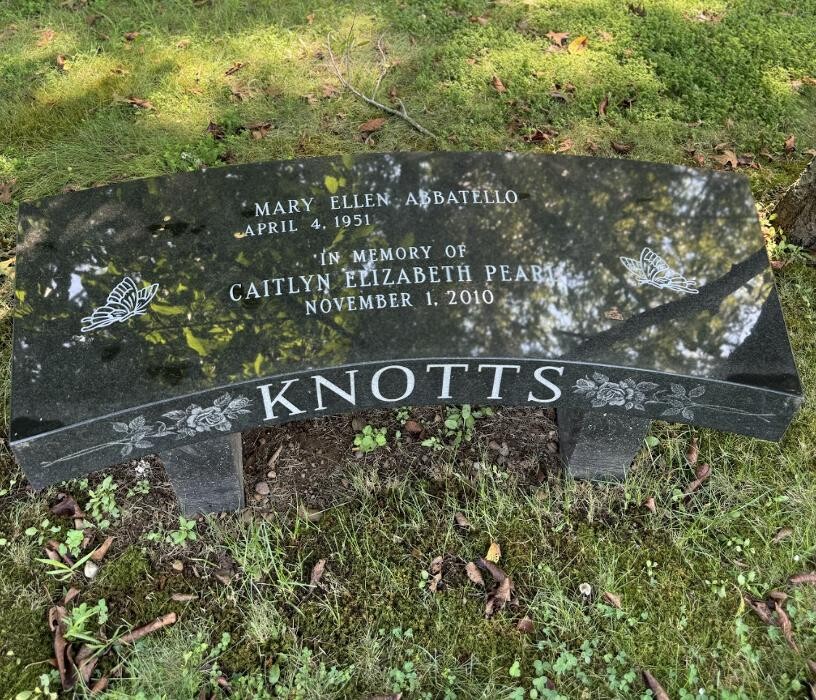 MARY ELLEN ABBATELLO
APRIL 4, 1951
IN MEMORY OF
CAITLYN ELIZABETH PEARL
NOVEMBER 1, 2010
KNOTTS